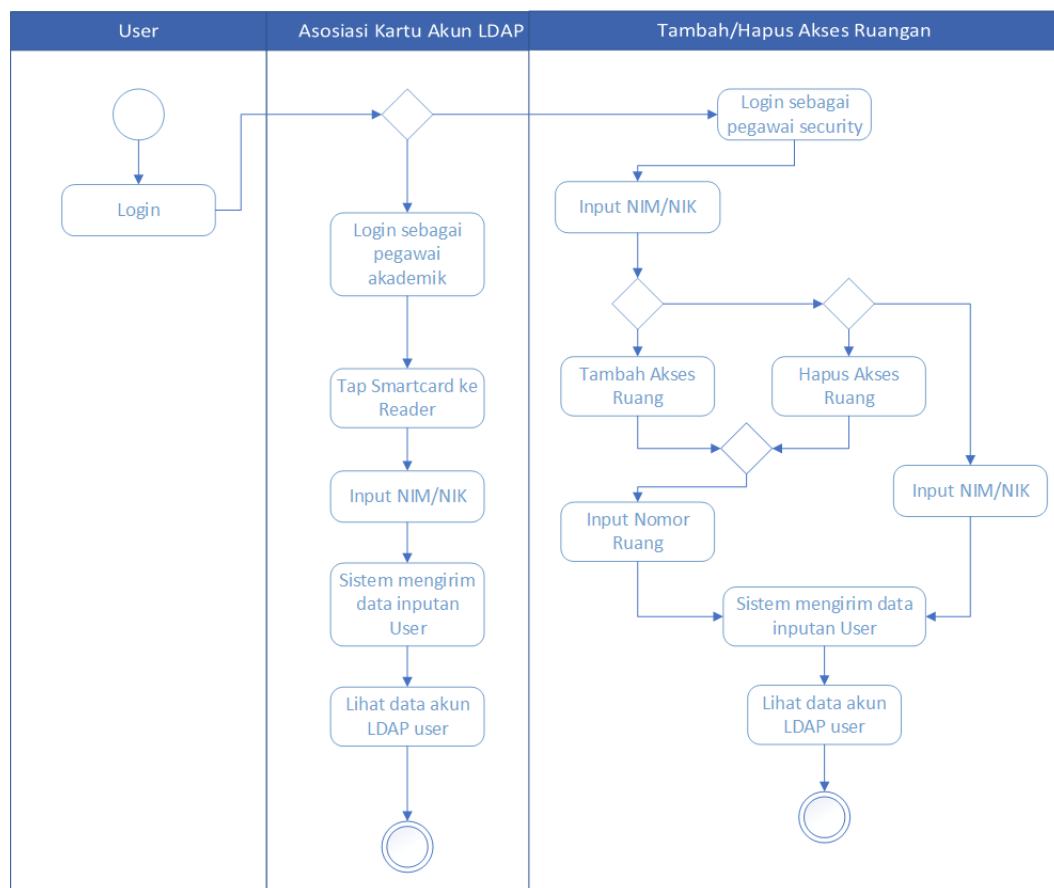 User
Asosiasi Kartu Akun LDAP
Tambah/Hapus Akses Ruangan
Login
Login sebagai
pegawai
akademik
Tap Smartcard ke
Reader
Input NIM/NIK
Sistem mengirim
data inputan
User
Lihat data akun
LDAP user
Login sebagai
pegawai security
Input NIM/NIK
Tambah Akses
Ruang
Hapus Akses
Ruang
Input NIM/NIK
Input Nomor
Ruang
Sistem mengirim data
inputan User
Lihat data akun
LDAP user